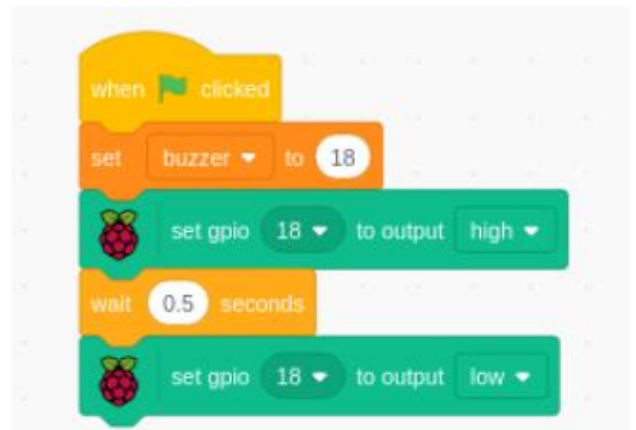 when clicked
set buzzer to 18
set gpio 18 to output high
wait 0.5 seconds
set gpio 18 to output low